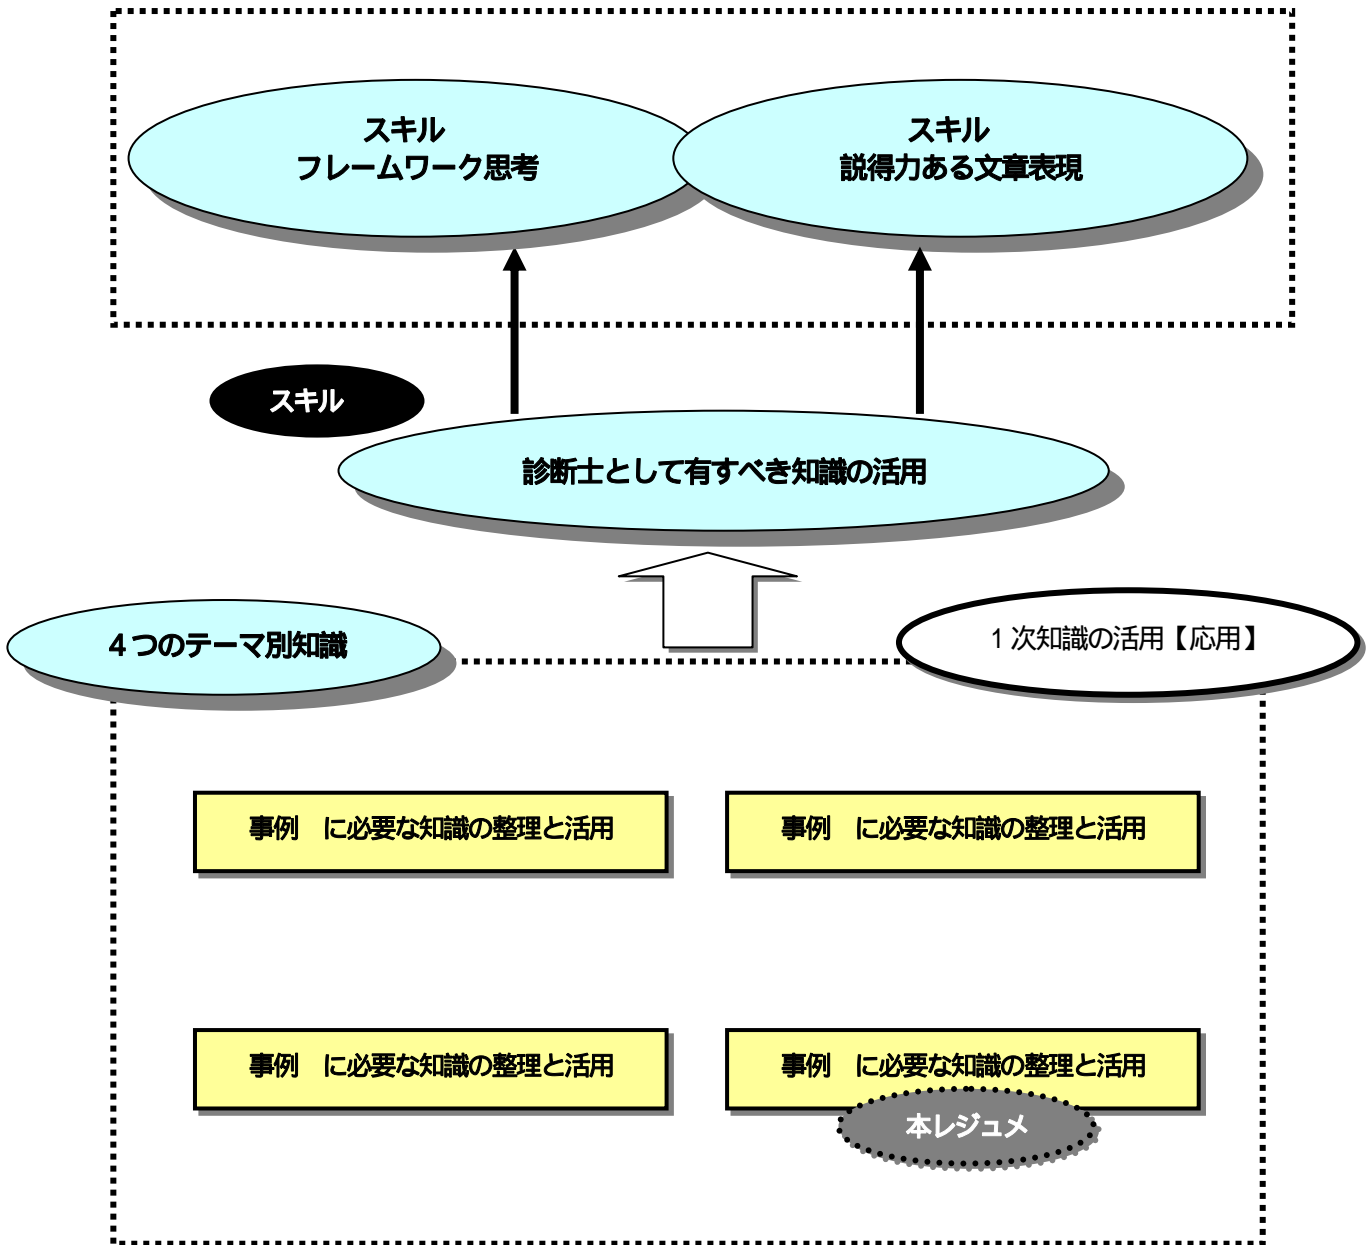 スキル
フレームワーク思考
スキル
説得力ある文章表現
スキル
診断士として有すべき知識の活用
４つのテーマ別知識
1 次知識の活用【応用】
事例　に必要な知識の整理と活用
事例　に必要な知識の整理と活用
事例　に必要な知識の整理と活用
事例　に必要な知識の整理と活用
本レジュメ